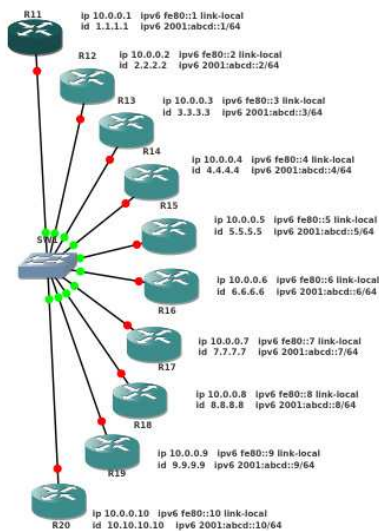 R11
ip 10.0.0.1 ipv6 fe80::1 link-local
id 1.1.1.1 ipv6 2001:abcd::1/64
R12
ip 10.0.0.2 ipv6 fe80::2 link-local
id 2.2.2.2 ipv6 2001:abcd::2/64
R13
ip 10.0.0.3 ipv6 fe80::3 link-local
id 3.3.3.3 ipv6 2001:abcd::3/64
R14
ip 10.0.0.4 ipv6 fe80::4 link-local
id 4.4.4.4 ipv6 2001:abcd::4/64
R15
ip 10.0.0.5 ipv6 fe80::5 link-local
id 5.5.5.5 ipv6 2001:abcd::5/64
SW1
ip 10.0.0.6 ipv6 fe80::6 link-local
id 6.6.6.6 ipv6 2001:abcd::6/64
R16
ip 10.0.0.7 ipv6 fe80::7 link-local
id 7.7.7.7 ipv6 2001:abcd::7/64
R17
ip 10.0.0.8 ipv6 fe80::8 link-local
id 8.8.8.8 ipv6 2001:abcd::8/64
R18
ip 10.0.0.9 ipv6 fe80::9 link-local
id 9.9.9.9 ipv6 2001:abcd::9/64
R19
ip 10.0.0.10 ipv6 fe80::10 link-local
id 10.10.10.10 ipv6 2001:abcd::10/64
R20